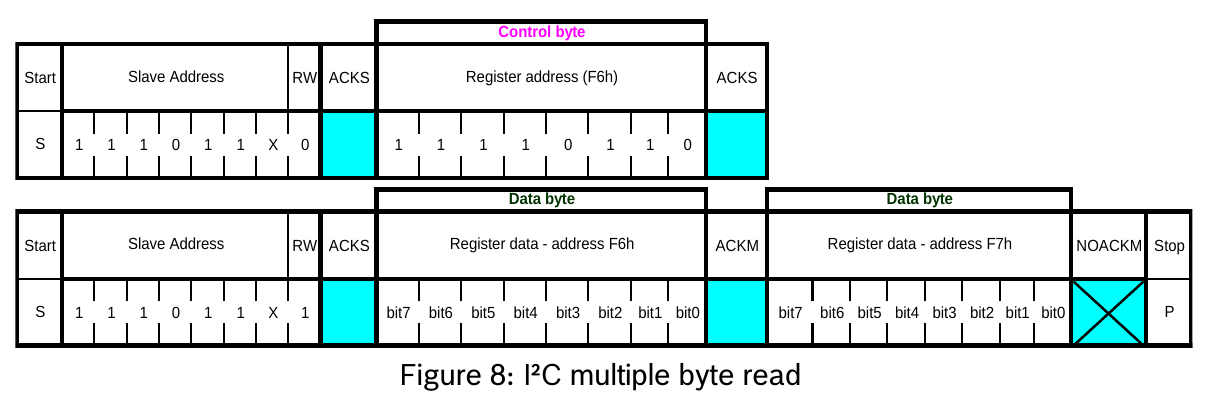 Control byte
Start Slave Address RW ACKS Register address (F6h) ACKS
S 1 1 1 0 1 1 X 0 1 1 1 1 0 1 1 0
Data byte Data byte
Start Slave Address RW ACKS Register data - address F6h ACKM Register data - address F7h NOACKM Stop
S 1 1 1 0 1 1 X 1 bit7 bit6 bit5 bit4 bit3 bit2 bit1 bit0 bit7 bit6 bit5 bit4 bit3 bit2 bit1 bit0 P
Figure 8: I²C multiple byte read